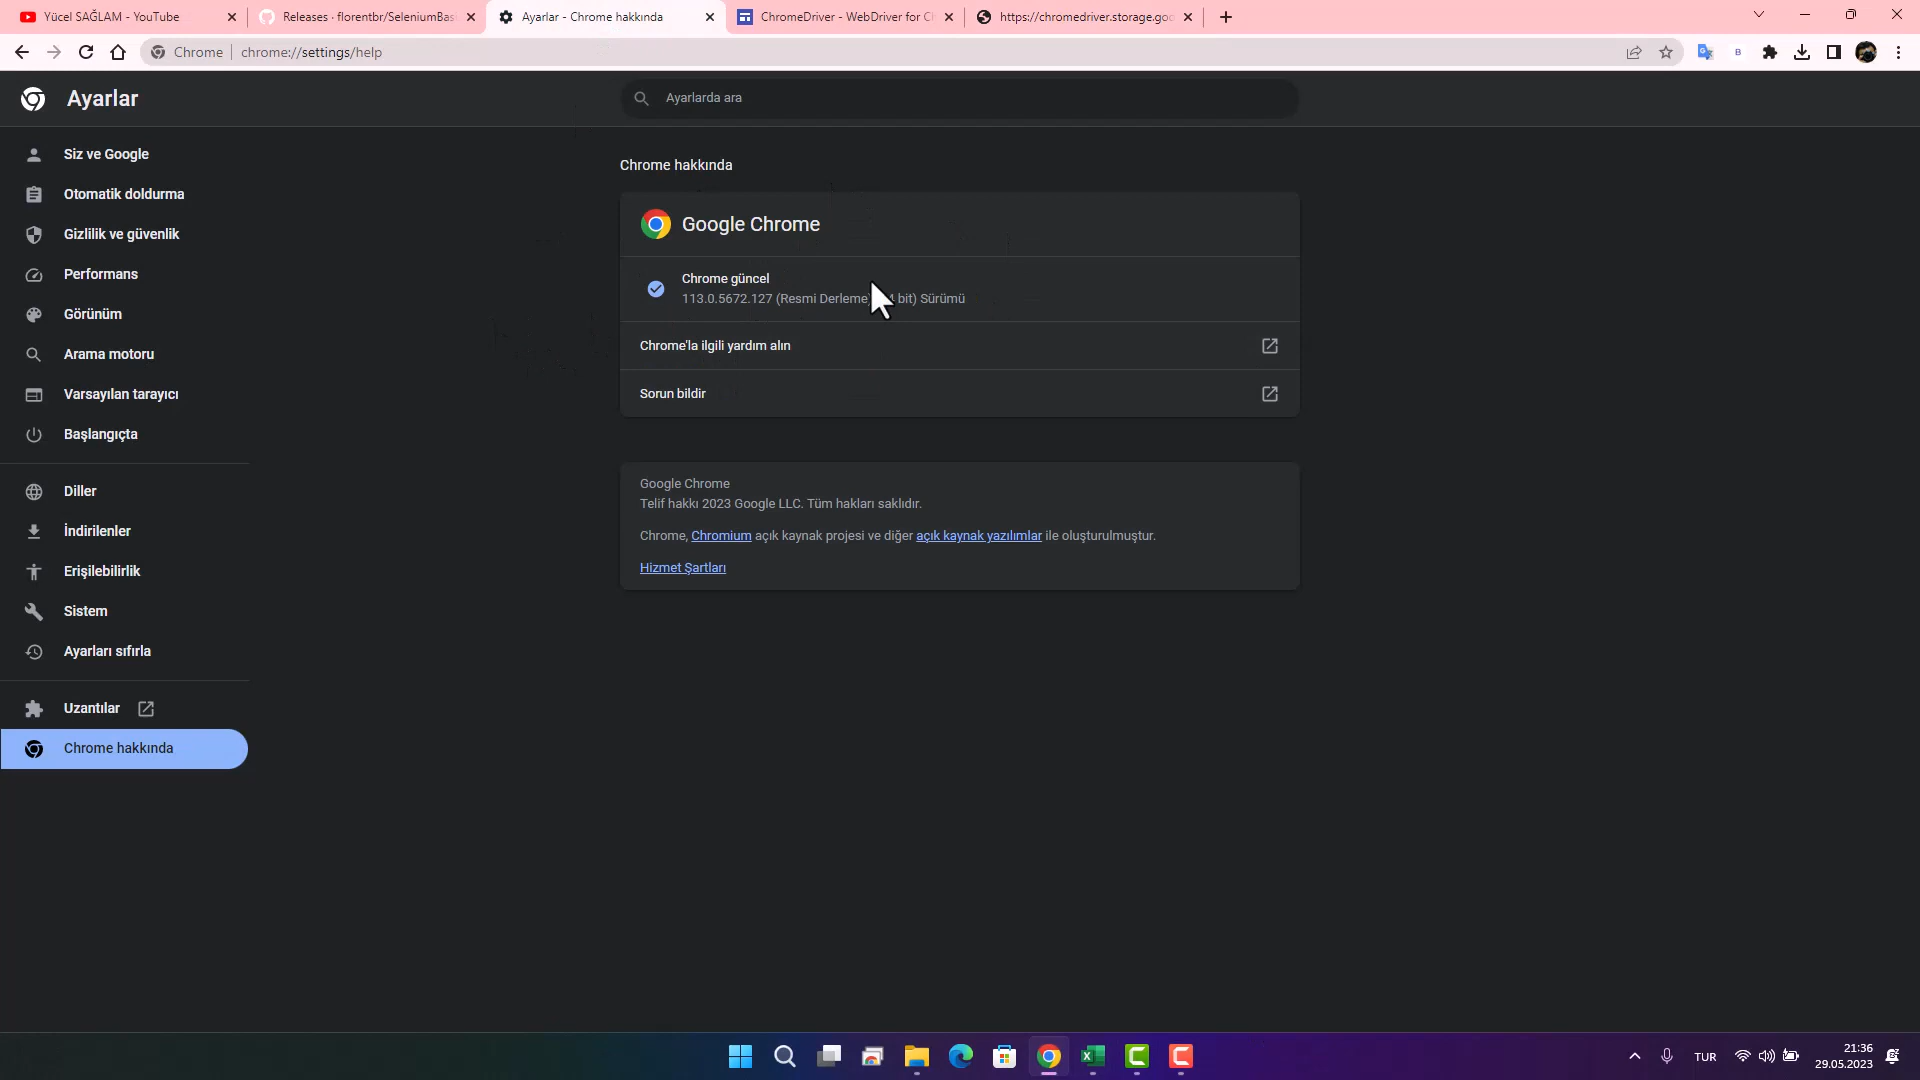 Yücel SAĞLAM - YouTube
Releases · florentbr/SeleniumBas
Ayarlar - Chrome hakkında
ChromeDriver - WebDriver for C
https://chromedriver.storage.goo
Chrome
chrome://settings/help
Ayarlar
Ayarlarda ara
Siz ve Google
Otomatik doldurma
Gizlilik ve güvenlik
Performans
Görünüm
Arama motoru
Varsayılan tarayıcı
Başlangıçta
Diller
İndirilenler
Erişilebilirlik
Sistem
Ayarları sıfırla
Uzantılar
Chrome hakkında
Chrome hakkında
Google Chrome
Chrome güncel
113.0.5672.127 (Resmi Derleme) bit) Sürümü
Chrome'la ilgili yardım alın
Sorun bildir
Google Chrome
Telif hakkı 2023 Google LLC. Tüm hakları saklıdır.
Chrome, Chromium açık kaynak projesi ve diğer açık kaynak yazılımlar ile oluşturulmuştur.
Hizmet Şartları
TUR
21:36
29.05.2023